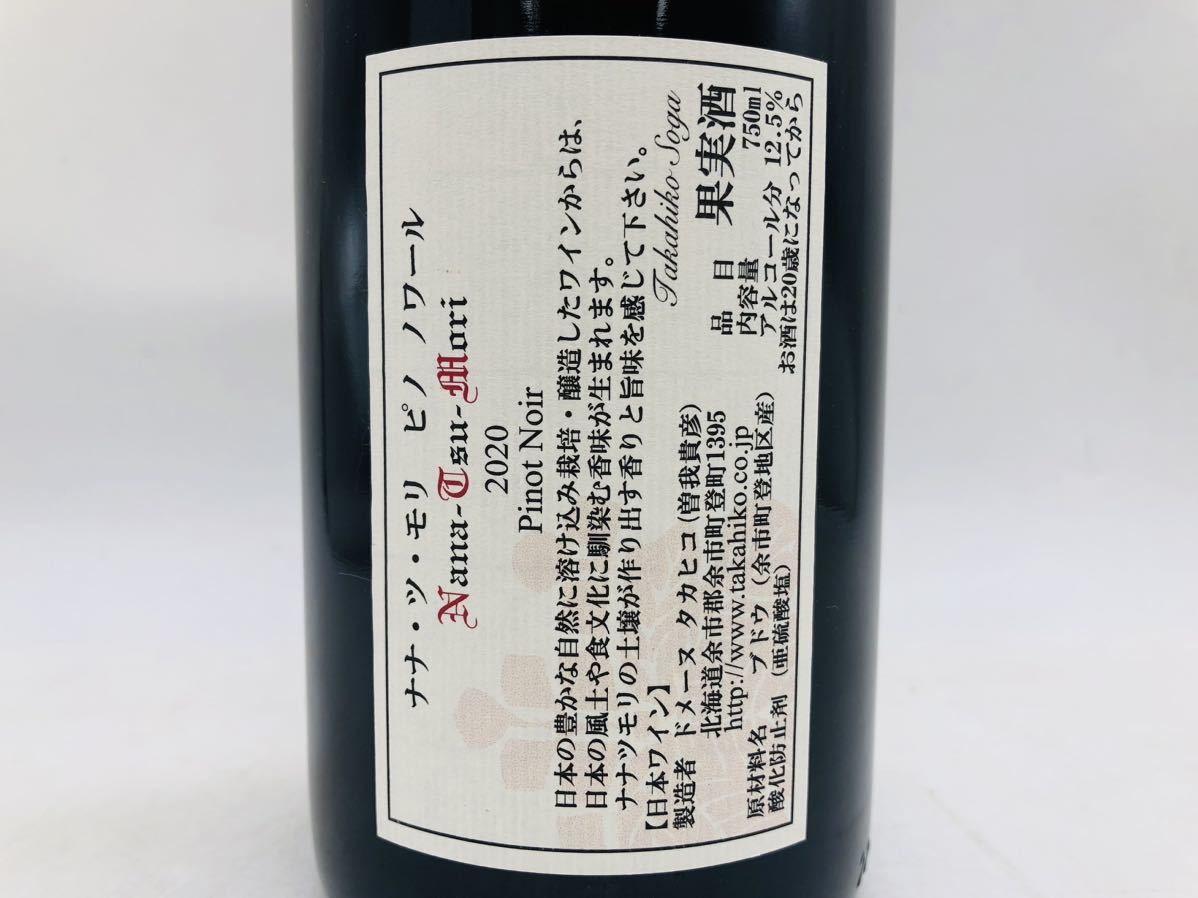 ナナ・ツ・モリ ピノ ノワール
Nana-Tsu-Mori
2020
Pinot Noir
日本の豊かな自然に溶け込み栽培・醸造したワインからは、
日本の風土や食文化に馴染む香味が生まれます。
ナナツモリの土壌が作り出す香りと旨味を感じて下さい。
Takahiko Soga
【日本ワイン】
製造者 ドメーヌ タカヒコ(曽我貴彦)
北海道余市郡余市町登町1395
http://www.takahiko.co.jp
原材料名 ブドウ(余市町登地区産)
酸化防止剤(亜硫酸塩)
品目 果実酒
内容量 750ml
アルコール分 12.5%
お酒は20歳になってから